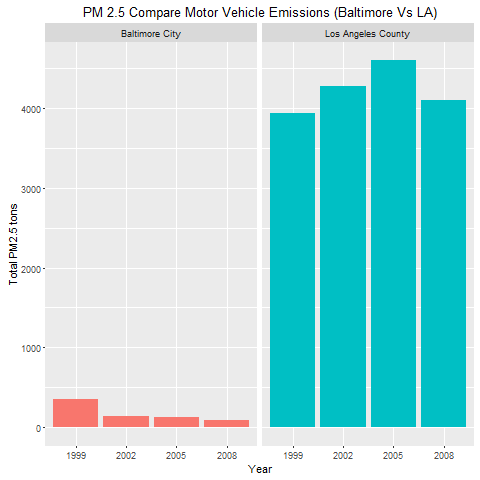 PM 2.5 Compare Motor Vehicle Emissions (Baltimore Vs LA)
Baltimore City
Los Angeles County
Total PM2.5 tons
4000
3000
2000
1000
0
1999 2002 2005 2008
1999 2002 2005 2008
Year